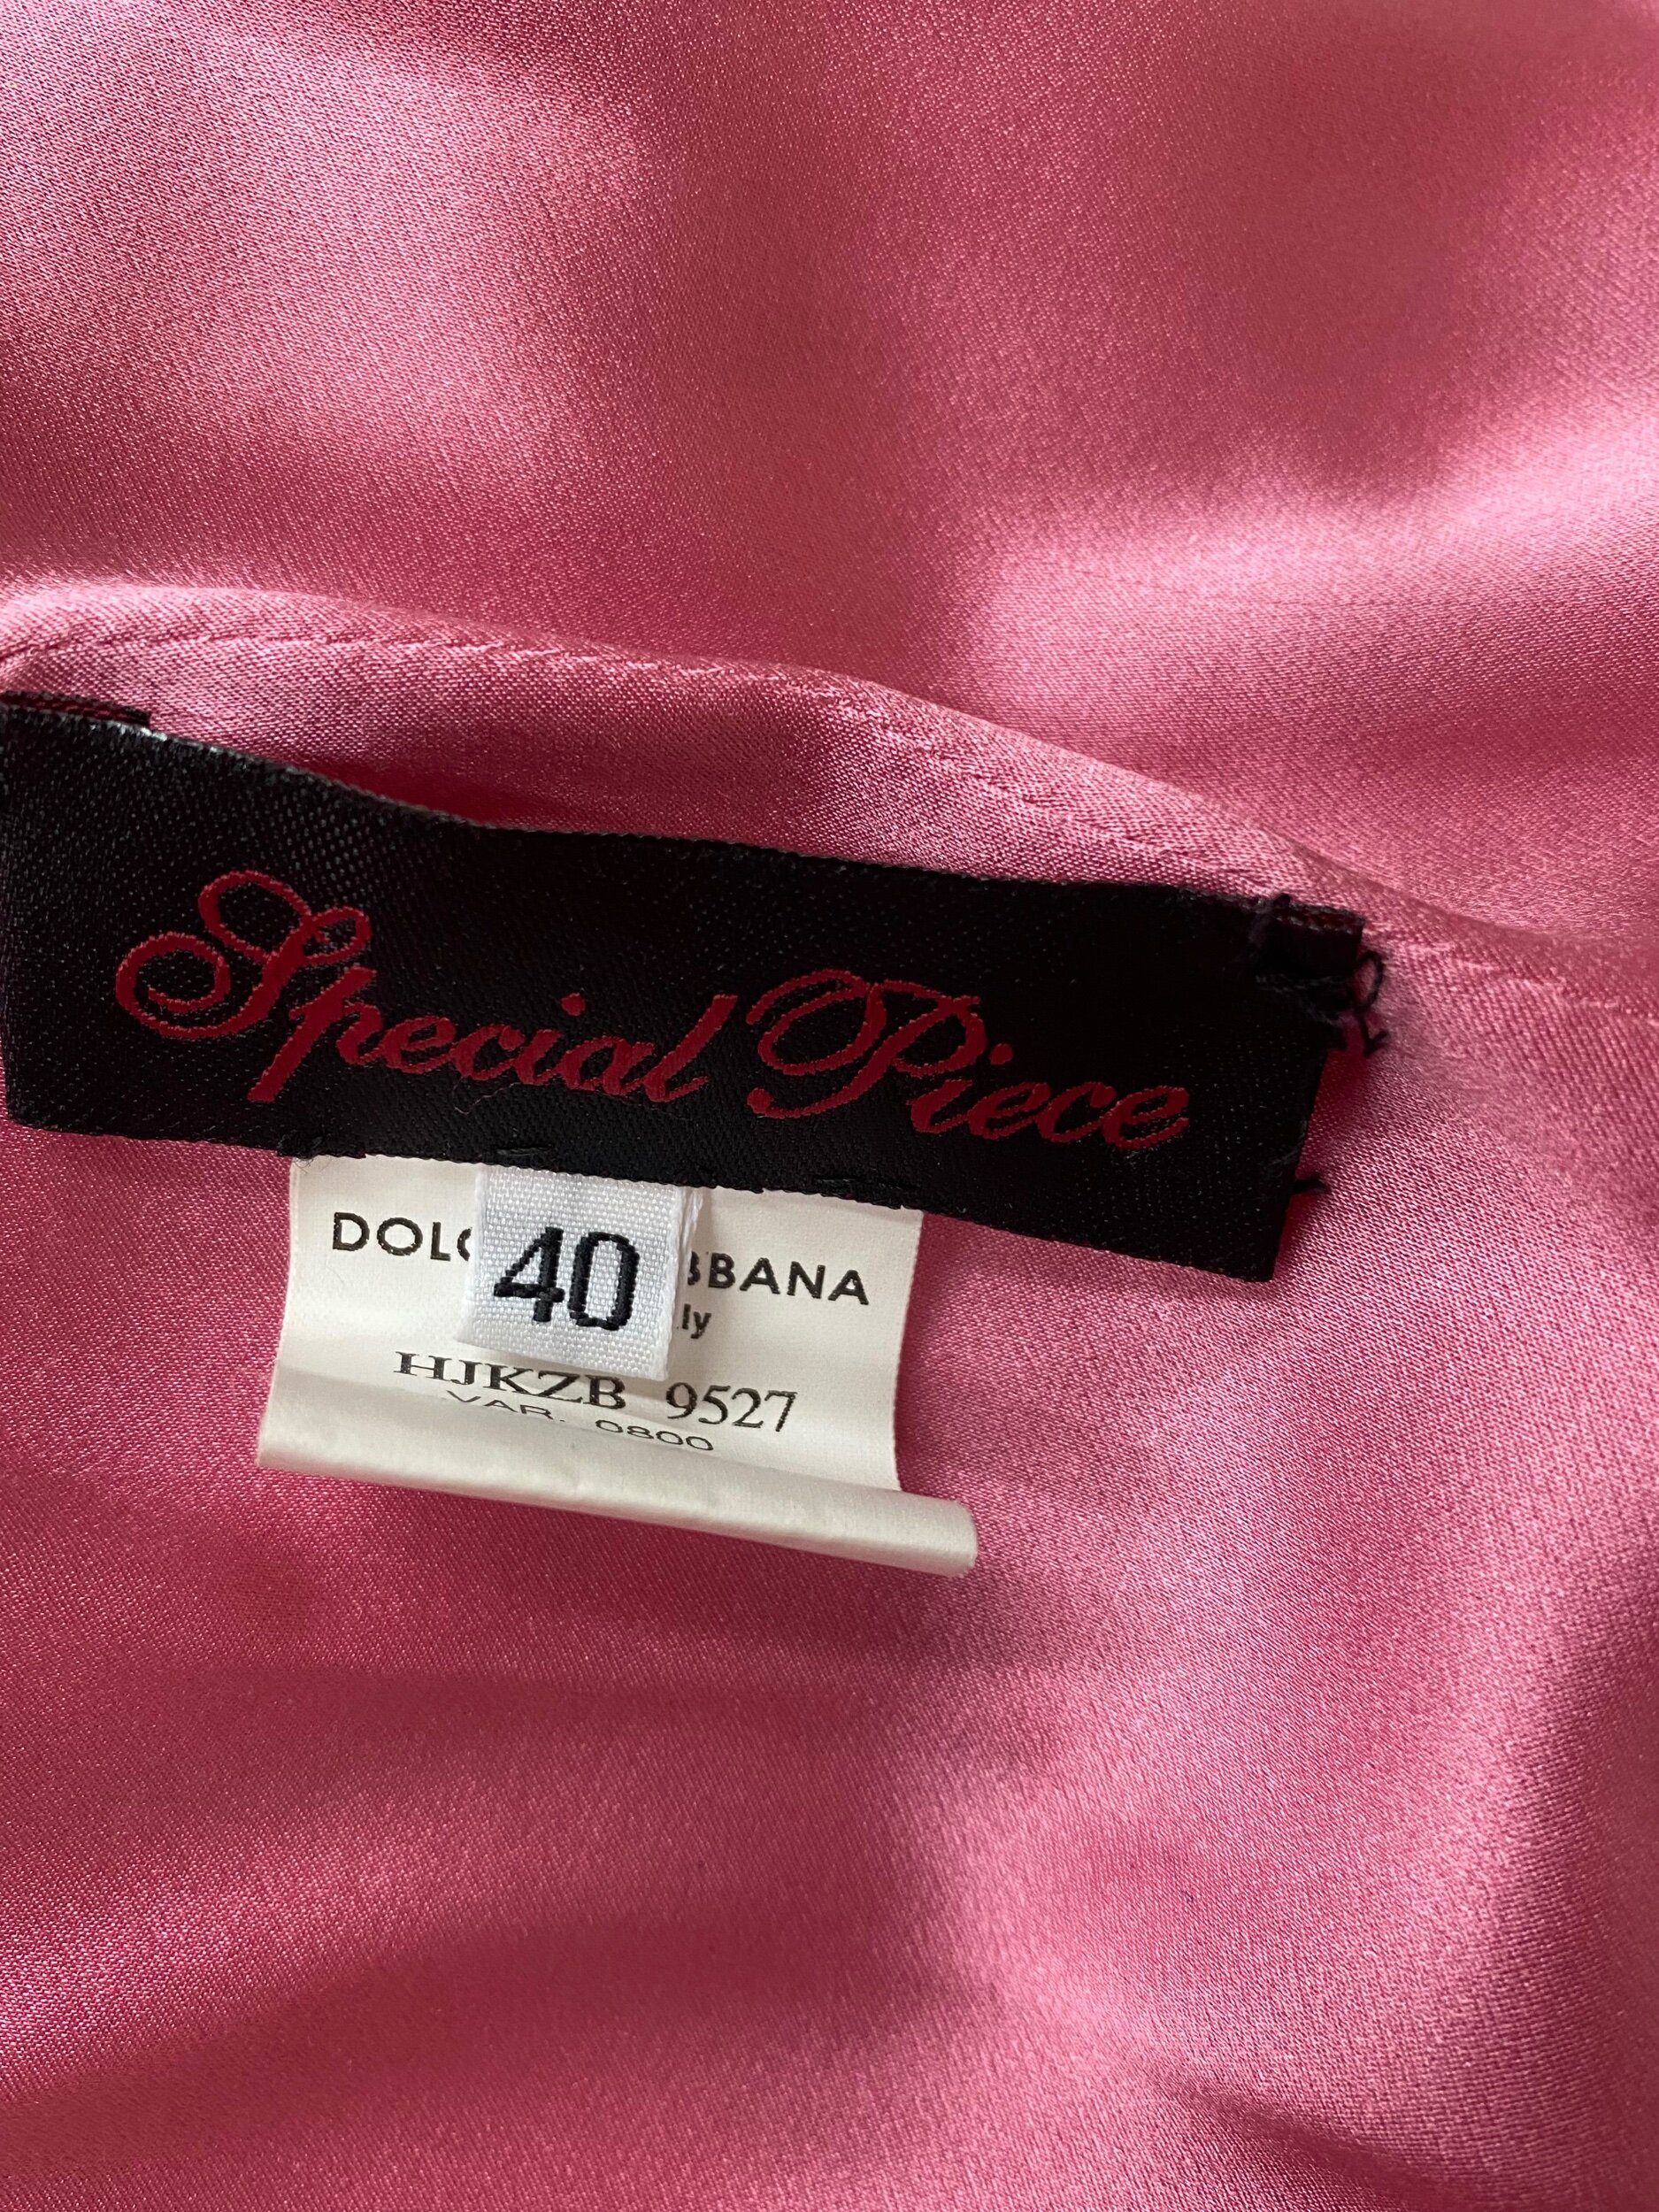 Special Piece
40
DOLC BBANA
ly
HJKZB 9527
VAR. 0800